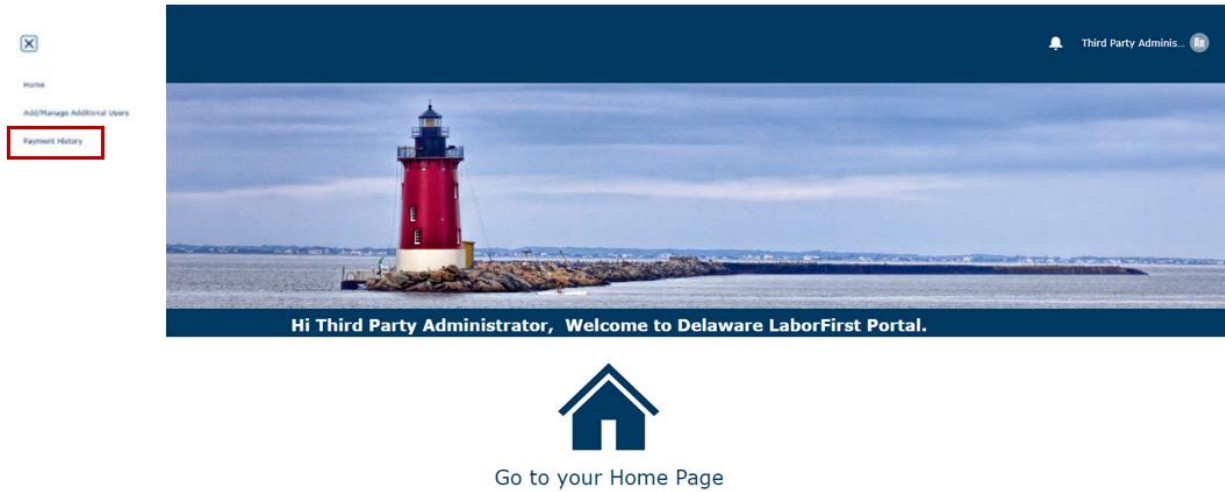 Third Party Adminis...
Home
Add/Manage Additional Users
Payment History
Hi Third Party Administrator, Welcome to Delaware LaborFirst Portal.
Go to your Home Page